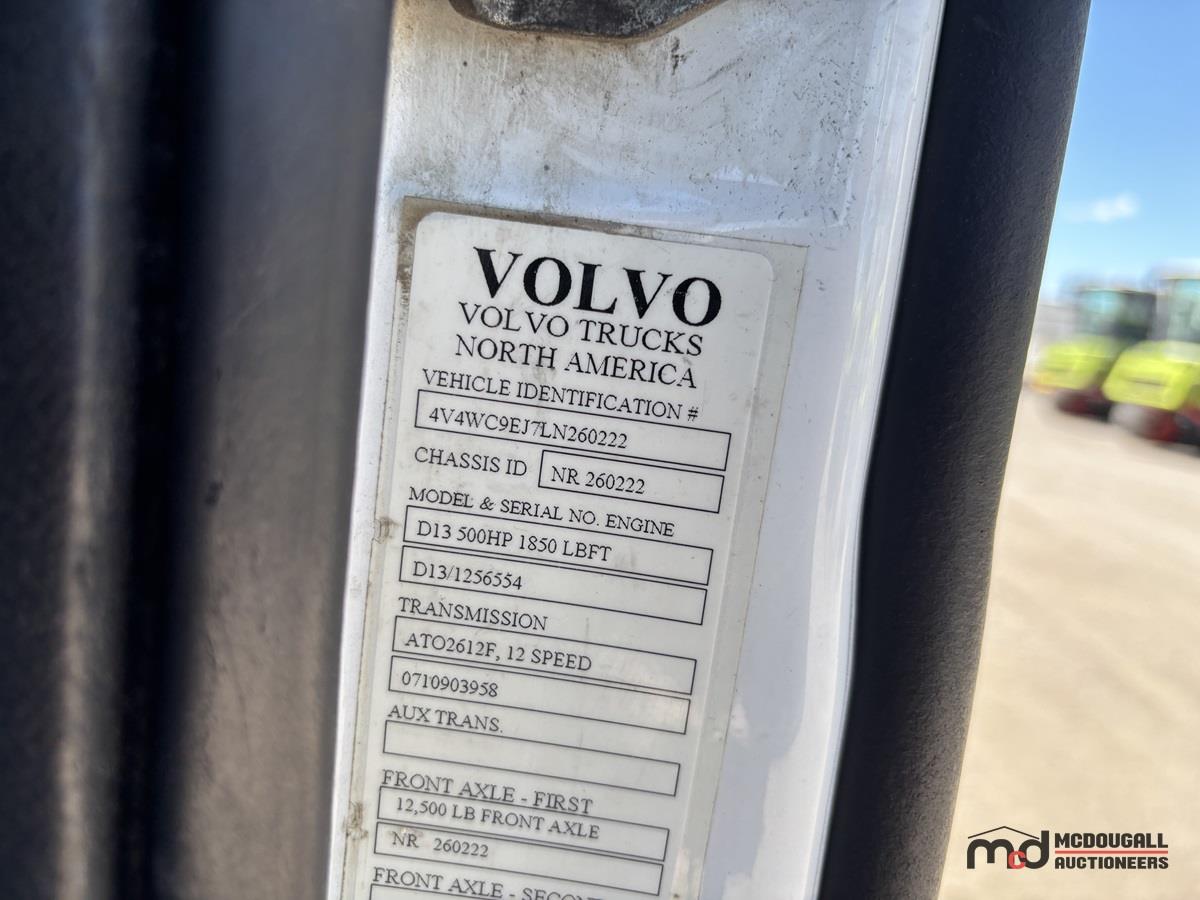 VOLVO
VOLVO TRUCKS
NORTH AMERICA
VEHICLE IDENTIFICATION #
4V4WC9EJ7LN260222
CHASSIS ID NR 260222
MODEL & SERIAL NO. ENGINE
D13 500HP 1850 LBFT
D13/1256554
TRANSMISSION
ATO2612F, 12 SPEED
0710903958
AUX TRANS.
FRONT AXLE - FIRST
12,500 LB FRONT AXLE
NR 260222
FRONT AXLE - SECOND
mcd MCDOUGALL
AUCTIONEERS